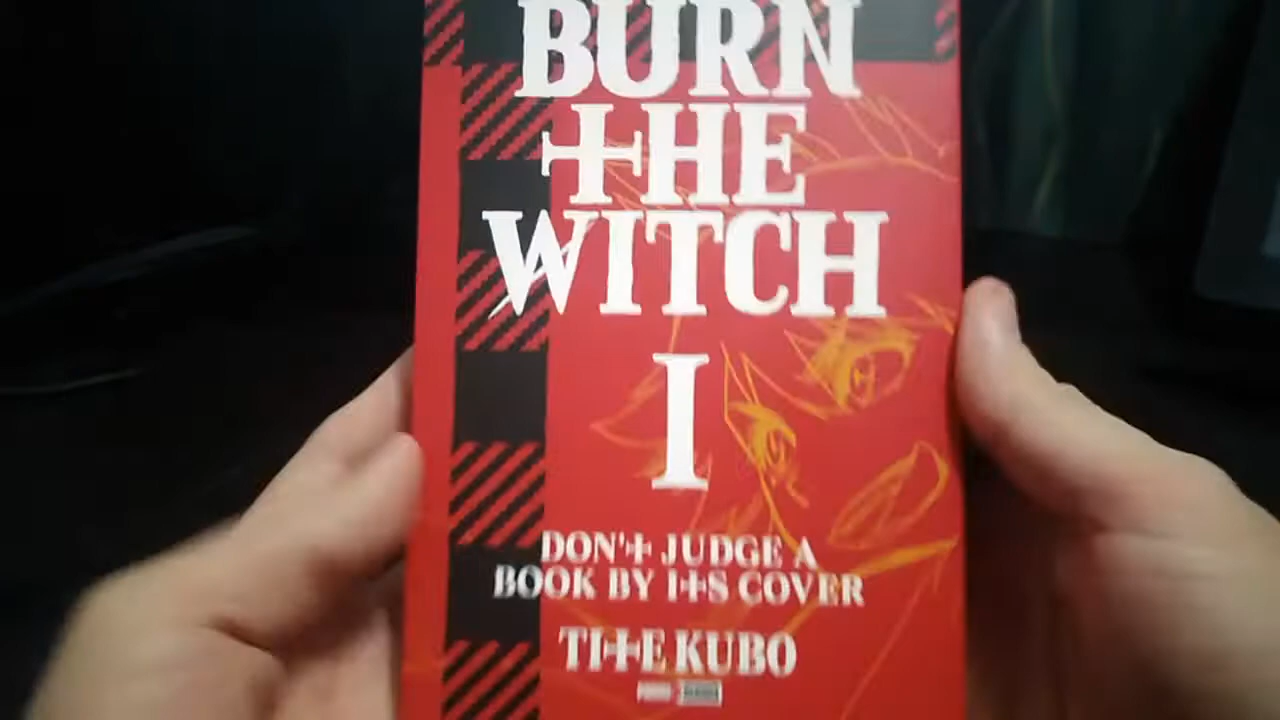 BURN
THE
WITCH
I
DON'T JUDGE A
BOOK BY ITS COVER
TITE KUBO